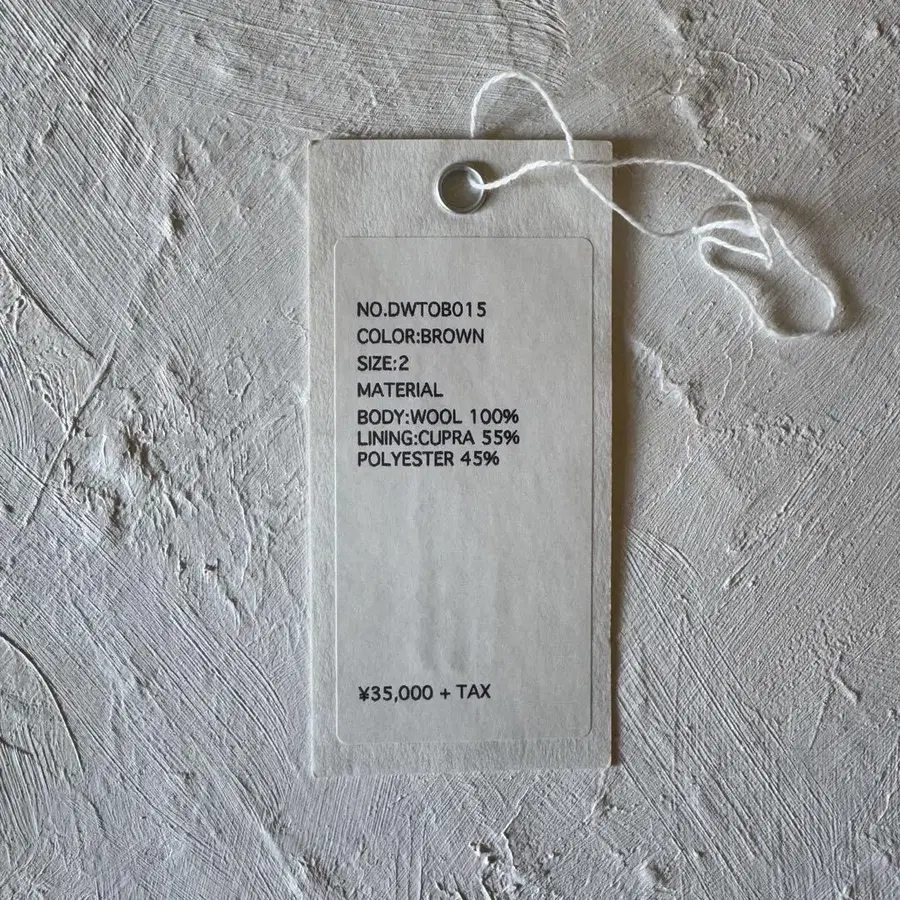 NO.DWTOB015
COLOR:BROWN
SIZE:2
MATERIAL
BODY:WOOL 100%
LINING:CUPRA 55%
POLYESTER 45%
¥35,000 + TAX